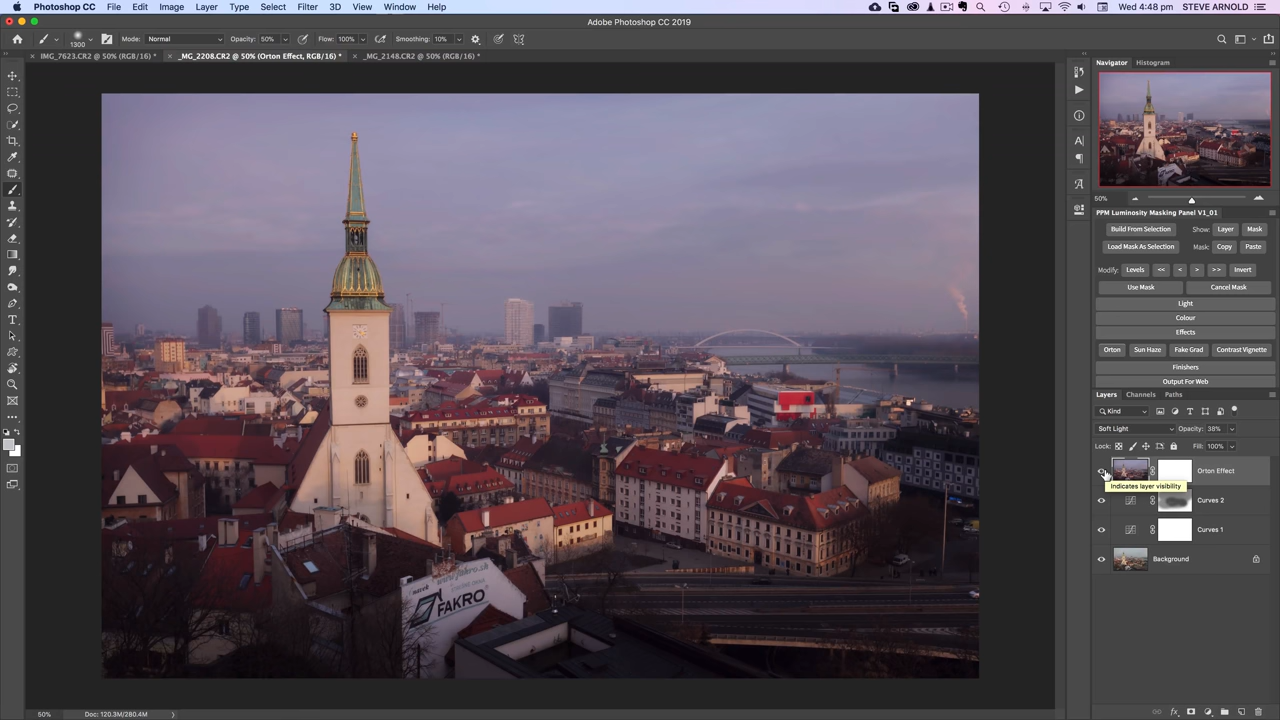 Photoshop CC File Edit Image Layer Type Select Filter 3D View Window Help Wed 4:48 pm STEVE ARNOLD
Adobe Photoshop CC 2019
1300 Mode: Normal Opacity: 50% Flow: 100% Smoothing: 10%
IMG_7623.CR2 @ 50% (RGB/16) * _MG_2208.CR2 @ 50% (Orton Effect, RGB/16) * _MG_2148.CR2 @ 50% (RGB/16) *
Navigator Histogram
50%
PPM Luminosity Masking Panel V1_01
Build From Selection Show: Layer Mask
Load Mask As Selection Mask: Copy Paste
Modify: Levels << < > >> Invert
Use Mask Cancel Mask
Light
Colour
Effects
Orton Sun Haze Fake Grad Contrast Vignette
Finishers
Output For Web
Layers Channels Paths
Kind
Soft Light Opacity: 38%
Lock: Fill: 100%
Orton Effect
Indicates layer visibility
Curves 2
Curves 1
Background
www.fakro.sk
FAKRO
50% Doc: 120.3M/280.4M